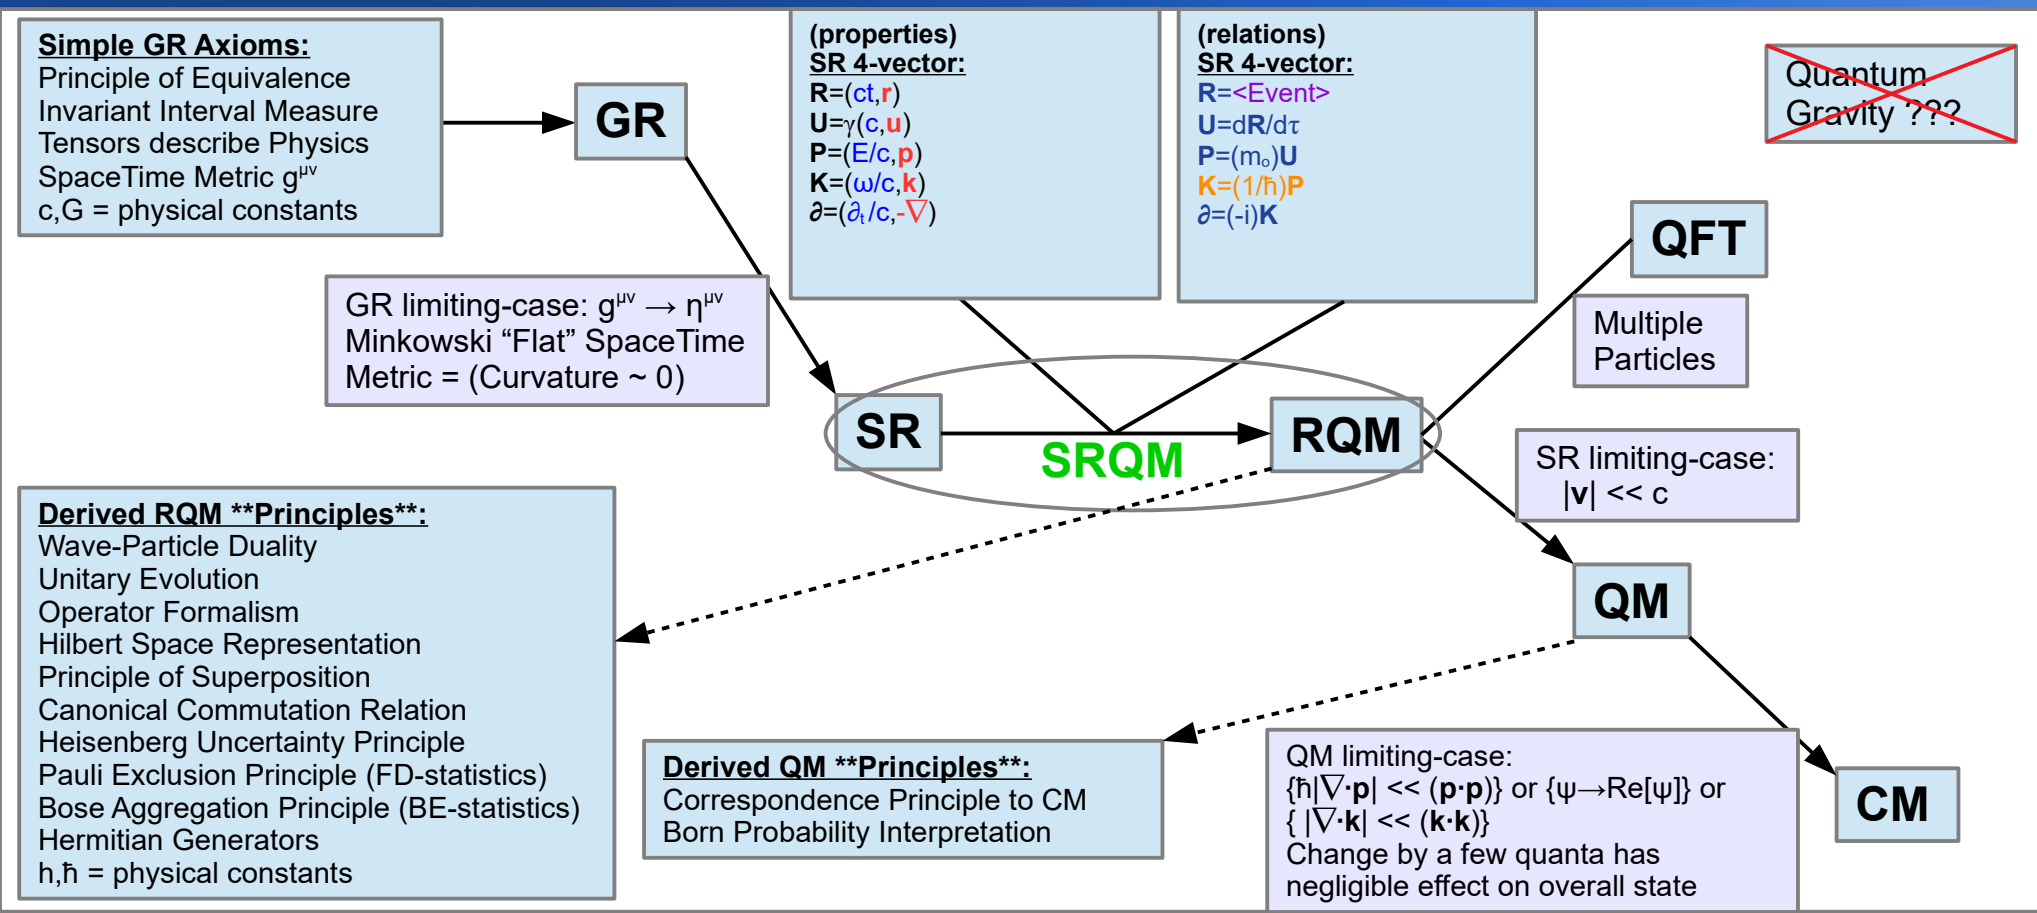 Simple GR Axioms:
Principle of Equivalence
Invariant Interval Measure
Tensors describe Physics
SpaceTime Metric g^μν
c,G = physical constants
GR
(properties)
SR 4-vector:
R=(ct,r)
U=γ(c,u)
P=(E/c,p)
K=(ω/c,k)
∂=(∂ₜ/c,-∇)
(relations)
SR 4-vector:
R=<Event>
U=dR/dτ
P=(mₒ)U
K=(1/ħ)P
∂=(-i)K
Quantum
Gravity ???
QFT
GR limiting-case: g^μν → η^μν
Minkowski “Flat” SpaceTime
Metric = (Curvature ~ 0)
Multiple
Particles
SR
SRQM
RQM
SR limiting-case:
|v| << c
Derived RQM **Principles**:
Wave-Particle Duality
Unitary Evolution
Operator Formalism
Hilbert Space Representation
Principle of Superposition
Canonical Commutation Relation
Heisenberg Uncertainty Principle
Pauli Exclusion Principle (FD-statistics)
Bose Aggregation Principle (BE-statistics)
Hermitian Generators
h,ħ = physical constants
QM
Derived QM **Principles**:
Correspondence Principle to CM
Born Probability Interpretation
QM limiting-case:
{ħ|∇·p| << (p·p)} or {ψ→Re[ψ]} or
{ |∇·k| << (k·k)}
Change by a few quanta has
negligible effect on overall state
CM